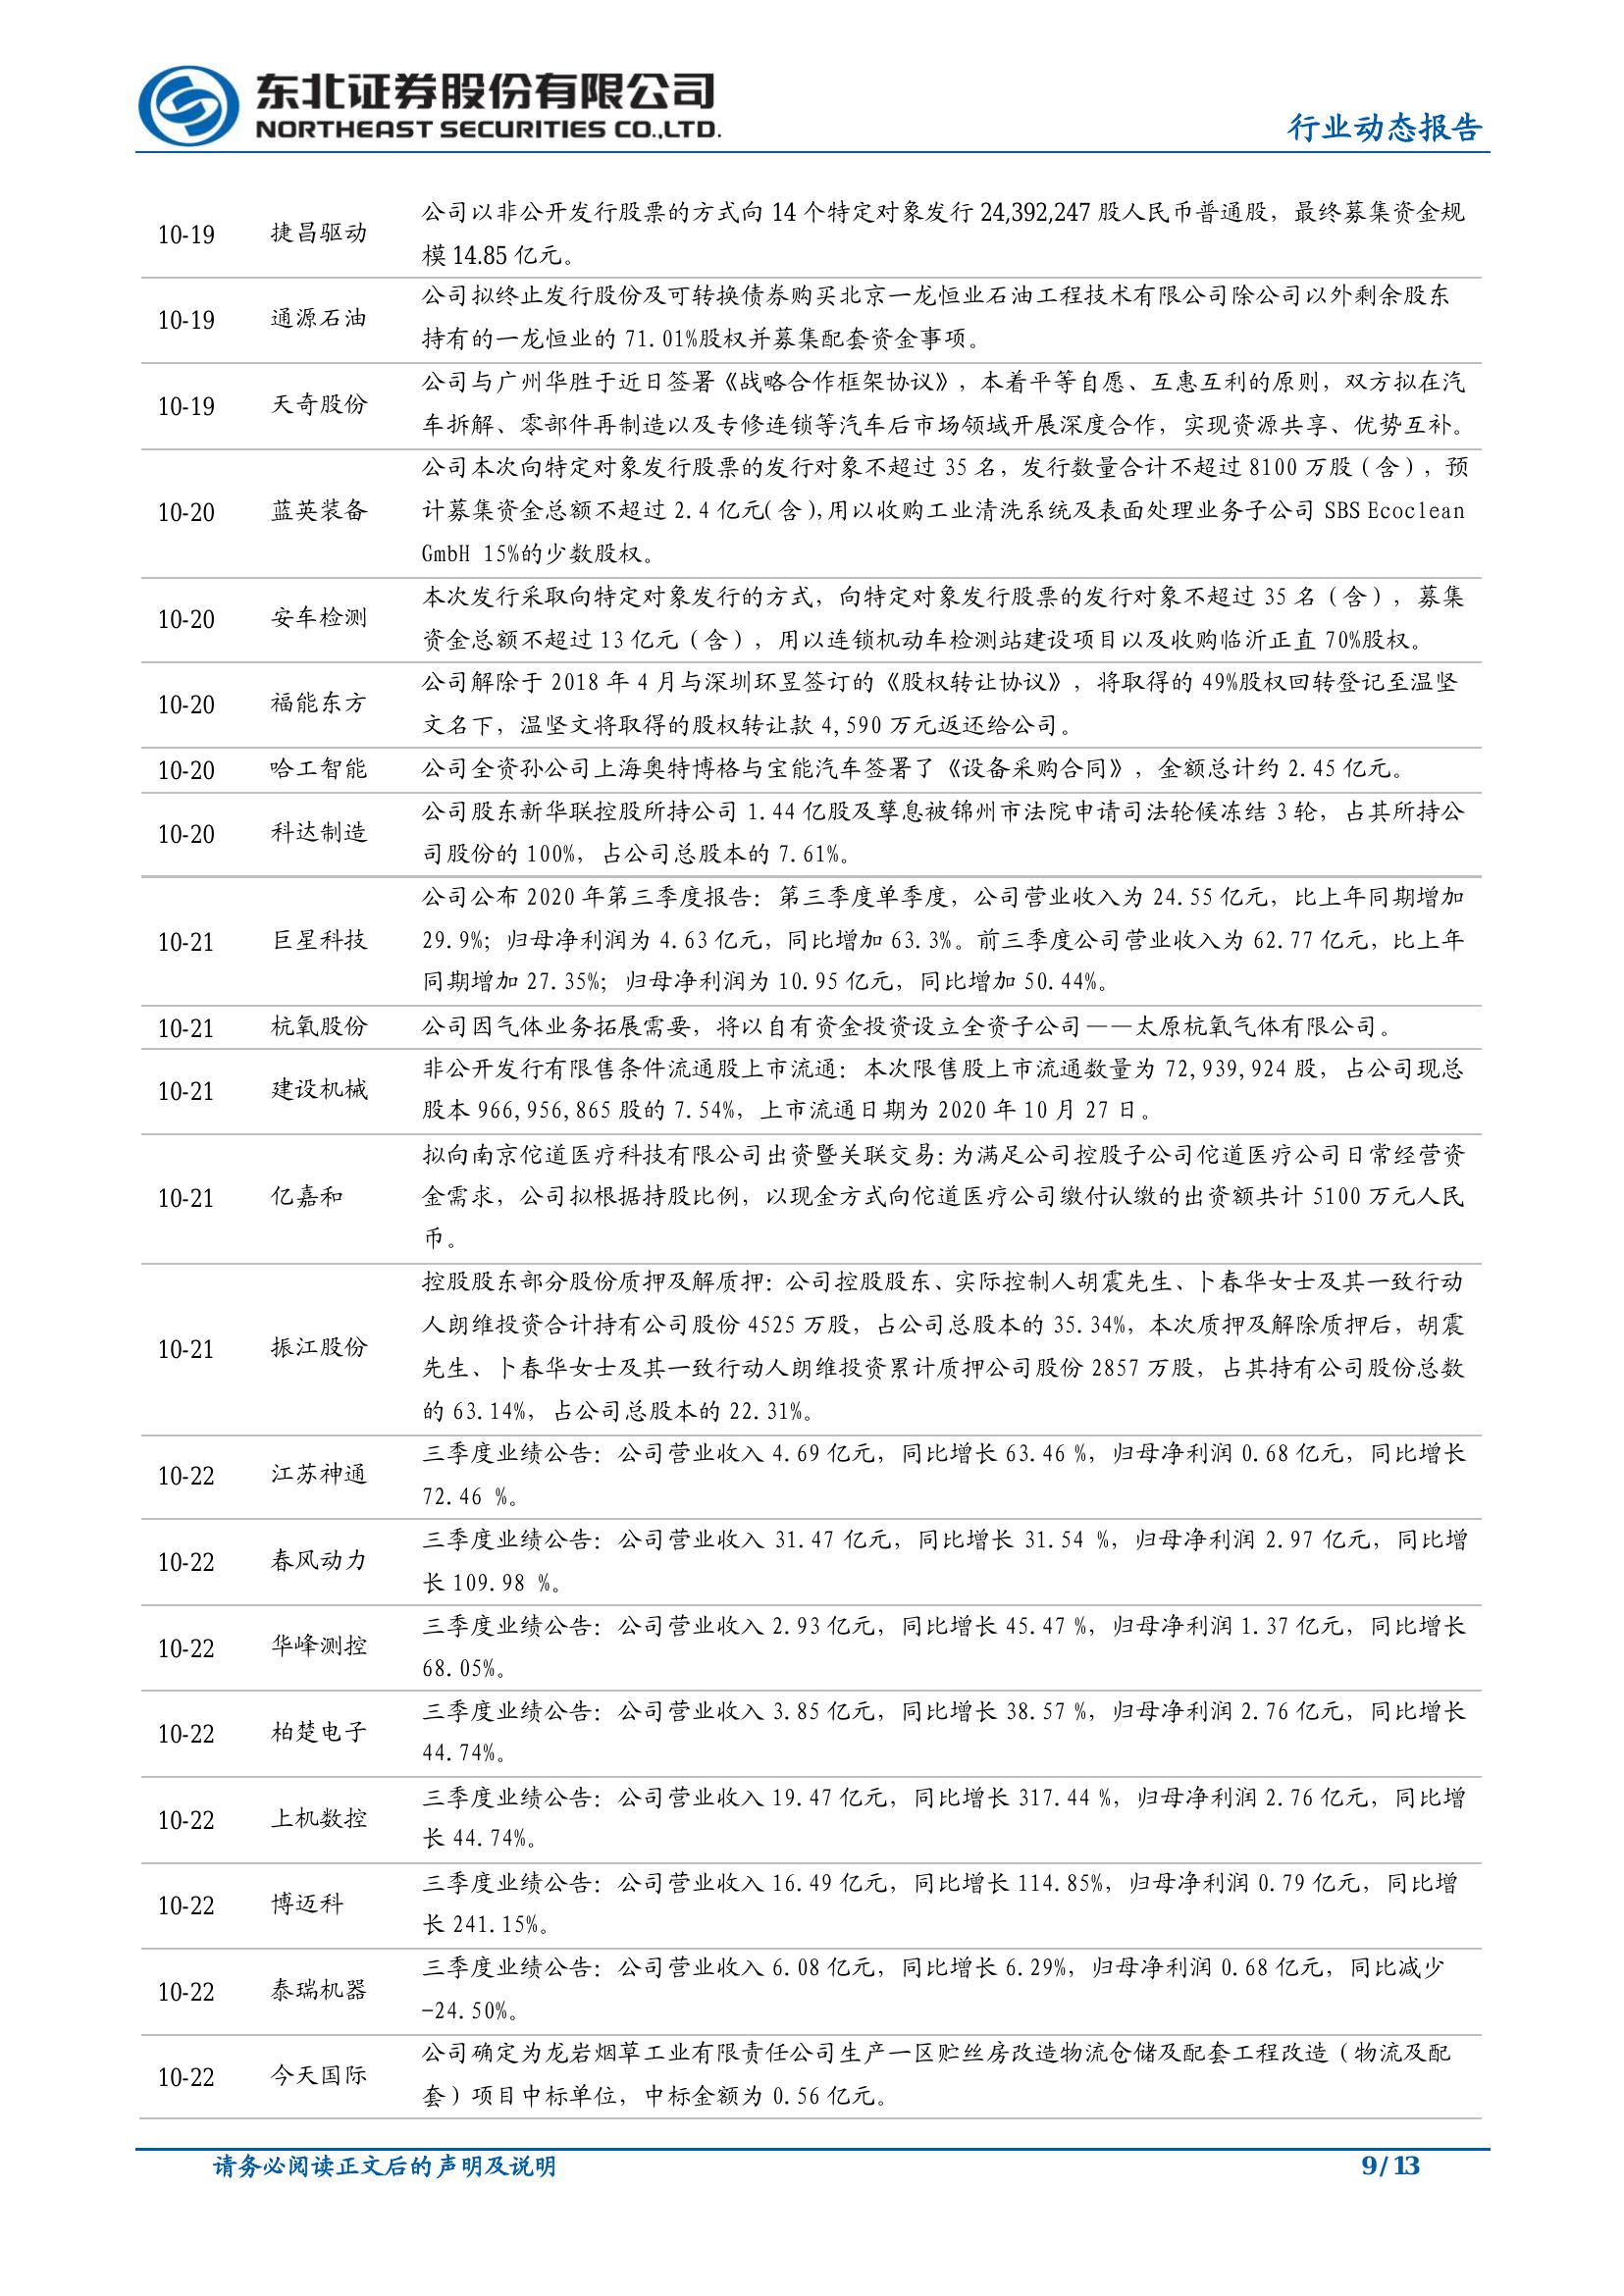 东北证券股份有限公司
NORTHEAST SECURITIES CO.,LTD.
行业动态报告
10-19 捷昌驱动 公司以非公开发行股票的方式向 14 个特定对象发行 24,392,247 股人民币普通股，最终募集资金规
模 14.85 亿元。
10-19 通源石油 公司拟终止发行股份及可转换债券购买北京一龙恒业石油工程技术有限公司除公司以外剩余股东
持有的一龙恒业的 71.01%股权并募集配套资金事项。
10-19 天奇股份 公司与广州华胜于近日签署《战略合作框架协议》，本着平等自愿、互惠互利的原则，双方拟在汽
车拆解、零部件再制造以及专修连锁等汽车后市场领域开展深度合作，实现资源共享、优势互补。
10-20 蓝英装备 公司本次向特定对象发行股票的发行对象不超过 35 名，发行数量合计不超过 8100 万股（含），预
计募集资金总额不超过 2.4 亿元（含），用以收购工业清洗系统及表面处理业务子公司 SBS Ecoclean
GmbH 15%的少数股权。
10-20 安车检测 本次发行采取向特定对象发行的方式，向特定对象发行股票的发行对象不超过 35 名（含），募集
资金总额不超过 13 亿元（含），用以连锁机动车检测站建设项目以及收购临沂正直 70%股权。
10-20 福能东方 公司解除于 2018 年 4 月与深圳环昱签订的《股权转让协议》，将取得的 49%股权回转登记至温坚
文名下，温坚文将取得的股权转让款 4,590 万元返还给公司。
10-20 哈工智能 公司全资孙公司上海奥特博格与宝能汽车签署了《设备采购合同》，金额总计约 2.45 亿元。
10-20 科达制造 公司股东新华联控股所持公司 1.44 亿股及孳息被锦州市法院申请司法轮候冻结 3 轮，占其所持公
司股份的 100%，占公司总股本的 7.61%。
10-21 巨星科技 公司公布 2020 年第三季度报告：第三季度单季度，公司营业收入为 24.55 亿元，比上年同期增加
29.9%；归母净利润为 4.63 亿元，同比增加 63.3%。前三季度公司营业收入为 62.77 亿元，比上年
同期增加 27.35%；归母净利润为 10.95 亿元，同比增加 50.44%。
10-21 杭氧股份 公司因气体业务拓展需要，将以自有资金投资设立全资子公司——太原杭氧气体有限公司。
10-21 建设机械 非公开发行有限售条件流通股上市流通：本次限售股上市流通数量为 72,939,924 股，占公司现总
股本 966,956,865 股的 7.54%，上市流通日期为 2020 年 10 月 27 日。
10-21 亿嘉和 拟向南京佗道医疗科技有限公司出资暨关联交易：为满足公司控股子公司佗道医疗公司日常经营资
金需求，公司拟根据持股比例，以现金方式向佗道医疗公司缴付认缴的出资额共计 5100 万元人民
币。
10-21 振江股份 控股股东部分股份质押及解质押：公司控股股东、实际控制人胡震先生、卜春华女士及其一致行动
人朗维投资合计持有公司股份 4525 万股，占公司总股本的 35.34%，本次质押及解除质押后，胡震
先生、卜春华女士及其一致行动人朗维投资累计质押公司股份 2857 万股，占其持有公司股份总数
的 63.14%，占公司总股本的 22.31%。
10-22 江苏神通 三季度业绩公告：公司营业收入 4.69 亿元，同比增长 63.46 %，归母净利润 0.68 亿元，同比增长
72.46 %。
10-22 春风动力 三季度业绩公告：公司营业收入 31.47 亿元，同比增长 31.54 %，归母净利润 2.97 亿元，同比增
长 109.98 %。
10-22 华峰测控 三季度业绩公告：公司营业收入 2.93 亿元，同比增长 45.47 %，归母净利润 1.37 亿元，同比增长
68.05%。
10-22 柏楚电子 三季度业绩公告：公司营业收入 3.85 亿元，同比增长 38.57 %，归母净利润 2.76 亿元，同比增长
44.74%。
10-22 上机数控 三季度业绩公告：公司营业收入 19.47 亿元，同比增长 317.44 %，归母净利润 2.76 亿元，同比增
长 44.74%。
10-22 博迈科 三季度业绩公告：公司营业收入 16.49 亿元，同比增长 114.85%，归母净利润 0.79 亿元，同比增
长 241.15%。
10-22 泰瑞机器 三季度业绩公告：公司营业收入 6.08 亿元，同比增长 6.29%，归母净利润 0.68 亿元，同比减少
-24.50%。
10-22 今天国际 公司确定为龙岩烟草工业有限责任公司生产一区贮丝房改造物流仓储及配套工程改造（物流及配
套）项目中标单位，中标金额为 0.56 亿元。
请务必阅读正文后的声明及说明
9 / 13